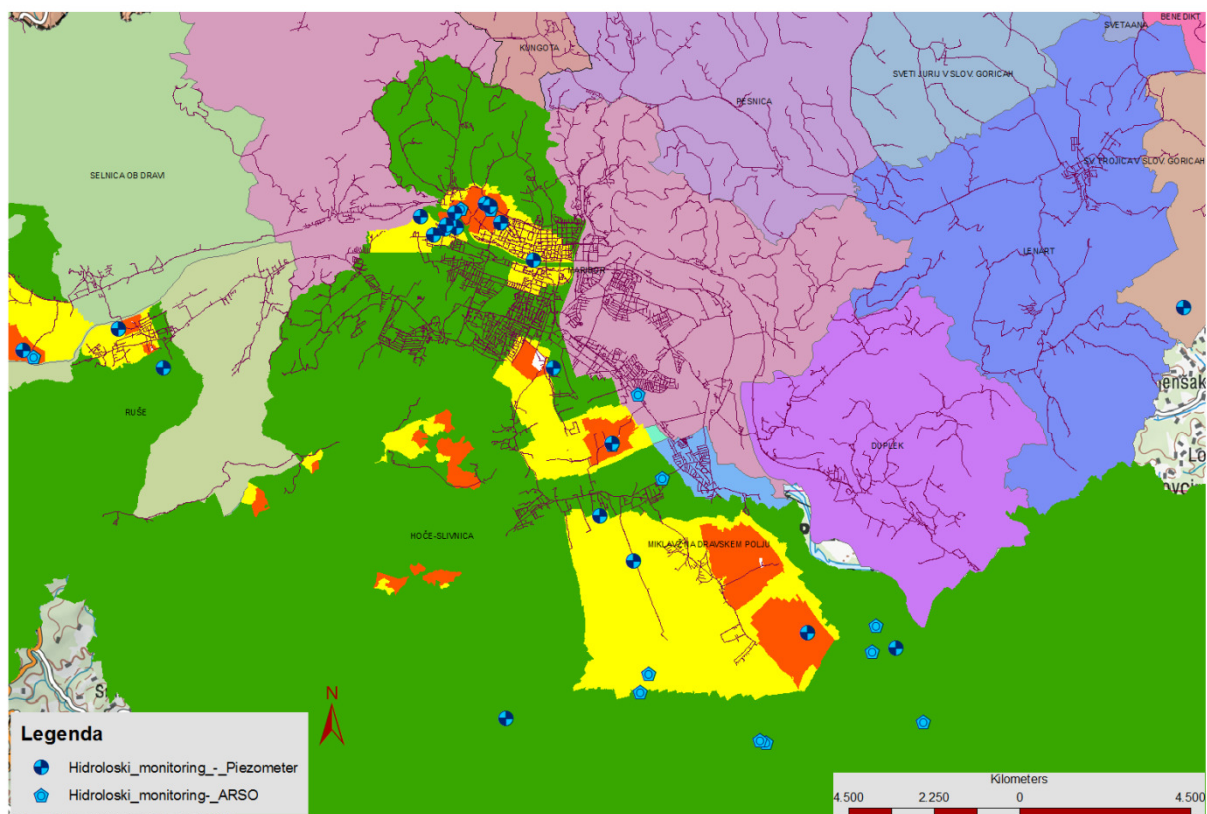 BENEDIKT
SVETA ANA
KUNGOTA
SVETI JURIJ V SLOV. GORICAH
PESNICA
SV. TROJICA V SLOV. GORICAH
SELNICA OB DRAVI
LENART
MARIBOR
RUŠE
DUPLEK
HOČE-SLIVNICA
MIKLAVŽ NA DRAVSKEM POLJU
N
Legenda
Hidroloski_monitoring_-_Piezometer
Hidroloski_monitoring-_ARSO
Kilometers
4.500 2.250 0 4.500